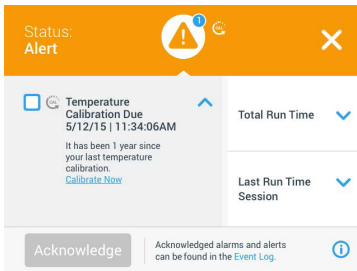 Status:
Alert
1
CAL
CAL
Temperature
Calibration Due
5/12/15 | 11:34:06AM
It has been 1 year since
your last temperature
calibration.
Calibrate Now
Total Run Time
Last Run Time
Session
Acknowledge
Acknowledged alarms and alerts
can be found in the Event Log.